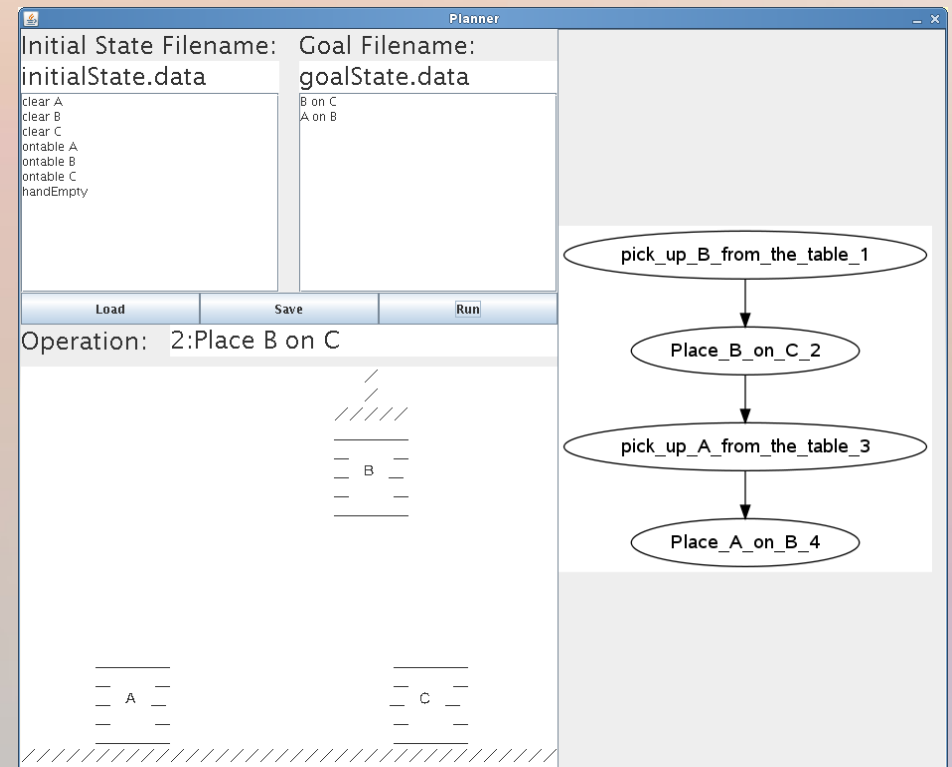 Planner
Initial State Filename:
Goal Filename:
initialState.data
goalState.data
clear A
clear B
clear C
ontable A
ontable B
ontable C
handEmpty
B on C
A on B
Load
Save
Run
Operation: 2:Place B on C
B
A
C
pick_up_B_from_the_table_1
Place_B_on_C_2
pick_up_A_from_the_table_3
Place_A_on_B_4